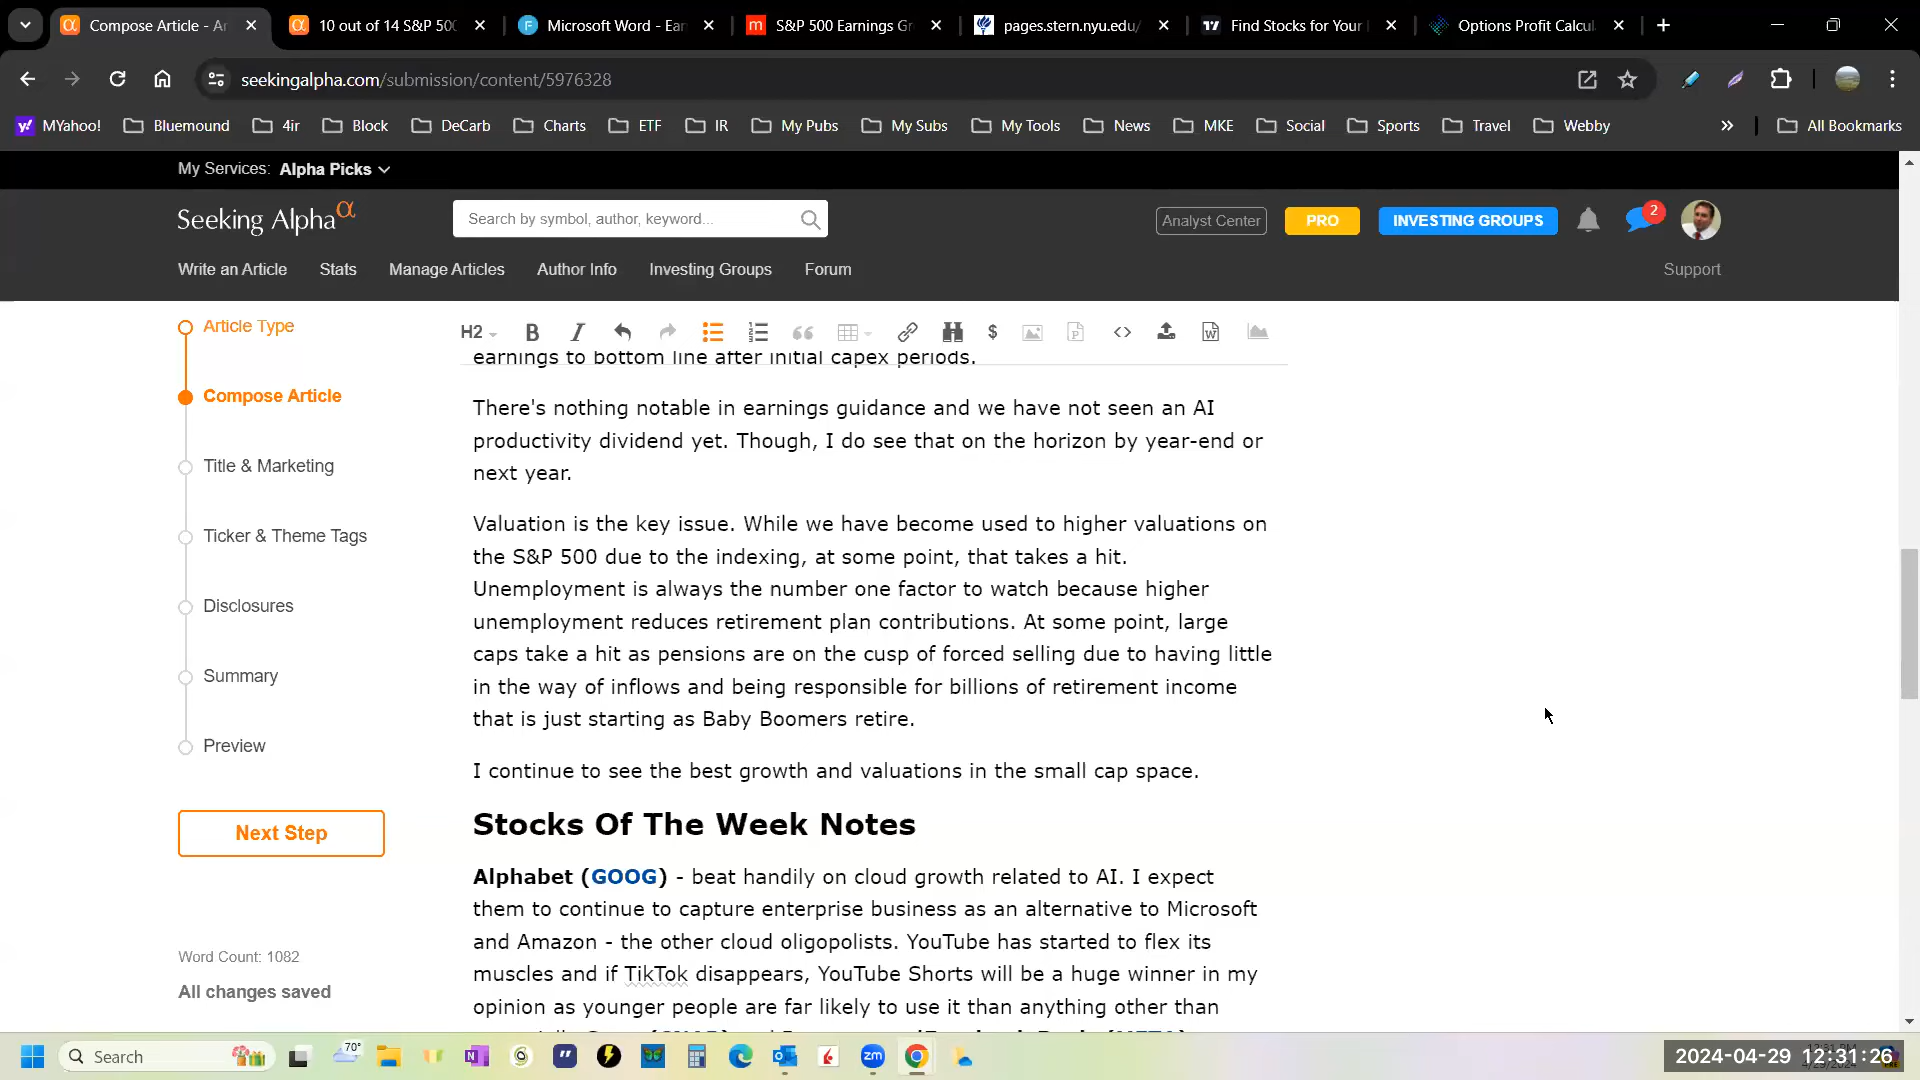 Compose Article - Ar
10 out of 14 S&P 500
Microsoft Word - Ear
S&P 500 Earnings Gr
pages.stern.nyu.edu/
Find Stocks for Your
Options Profit Calcul
seekingalpha.com/submission/content/5976328
MYahoo!
Bluemound
4ir
Block
DeCarb
Charts
ETF
IR
My Pubs
My Subs
My Tools
News
MKE
Social
Sports
Travel
Webby
All Bookmarks
My Services: Alpha Picks
Seeking Alpha α
Search by symbol, author, keyword...
Analyst Center
PRO
INVESTING GROUPS
2
Write an Article
Stats
Manage Articles
Author Info
Investing Groups
Forum
Support
Article Type
Compose Article
Title & Marketing
Ticker & Theme Tags
Disclosures
Summary
Preview
Next Step
Word Count: 1082
All changes saved
H2
earnings to bottom line after initial capex periods.
There's nothing notable in earnings guidance and we have not seen an AI
productivity dividend yet. Though, I do see that on the horizon by year-end or
next year.
Valuation is the key issue. While we have become used to higher valuations on
the S&P 500 due to the indexing, at some point, that takes a hit.
Unemployment is always the number one factor to watch because higher
unemployment reduces retirement plan contributions. At some point, large
caps take a hit as pensions are on the cusp of forced selling due to having little
in the way of inflows and being responsible for billions of retirement income
that is just starting as Baby Boomers retire.
I continue to see the best growth and valuations in the small cap space.
Stocks Of The Week Notes
Alphabet (GOOG) - beat handily on cloud growth related to AI. I expect
them to continue to capture enterprise business as an alternative to Microsoft
and Amazon - the other cloud oligopolists. YouTube has started to flex its
muscles and if TikTok disappears, YouTube Shorts will be a huge winner in my
opinion as younger people are far likely to use it than anything other than
Search
70°
2024-04-29 12:31:26